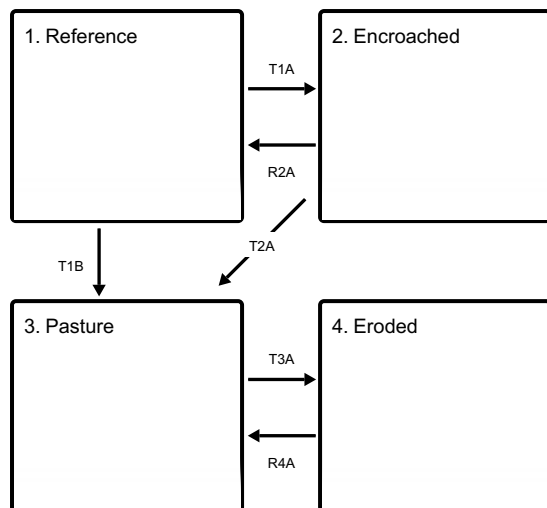 1. Reference
2. Encroached
T1A
R2A
T1B
T2A
3. Pasture
4. Eroded
T3A
R4A